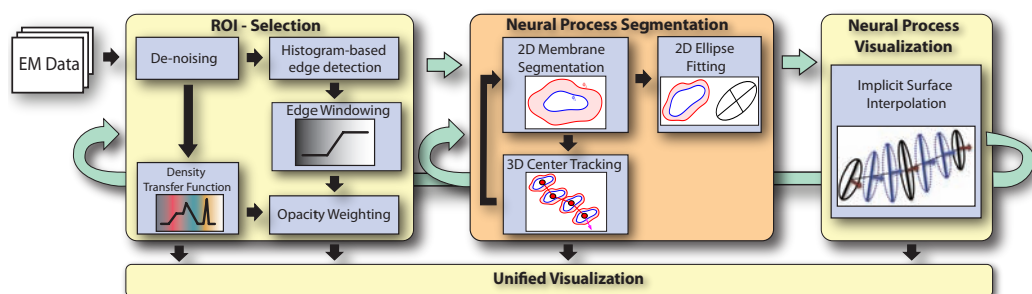 EM Data
ROI - Selection
De-noising
Histogram-based
edge detection
Edge Windowing
Density
Transfer Function
Opacity Weighting
Neural Process Segmentation
2D Membrane
Segmentation
2D Ellipse
Fitting
3D Center Tracking
Neural Process
Visualization
Implicit Surface
Interpolation
Unified Visualization